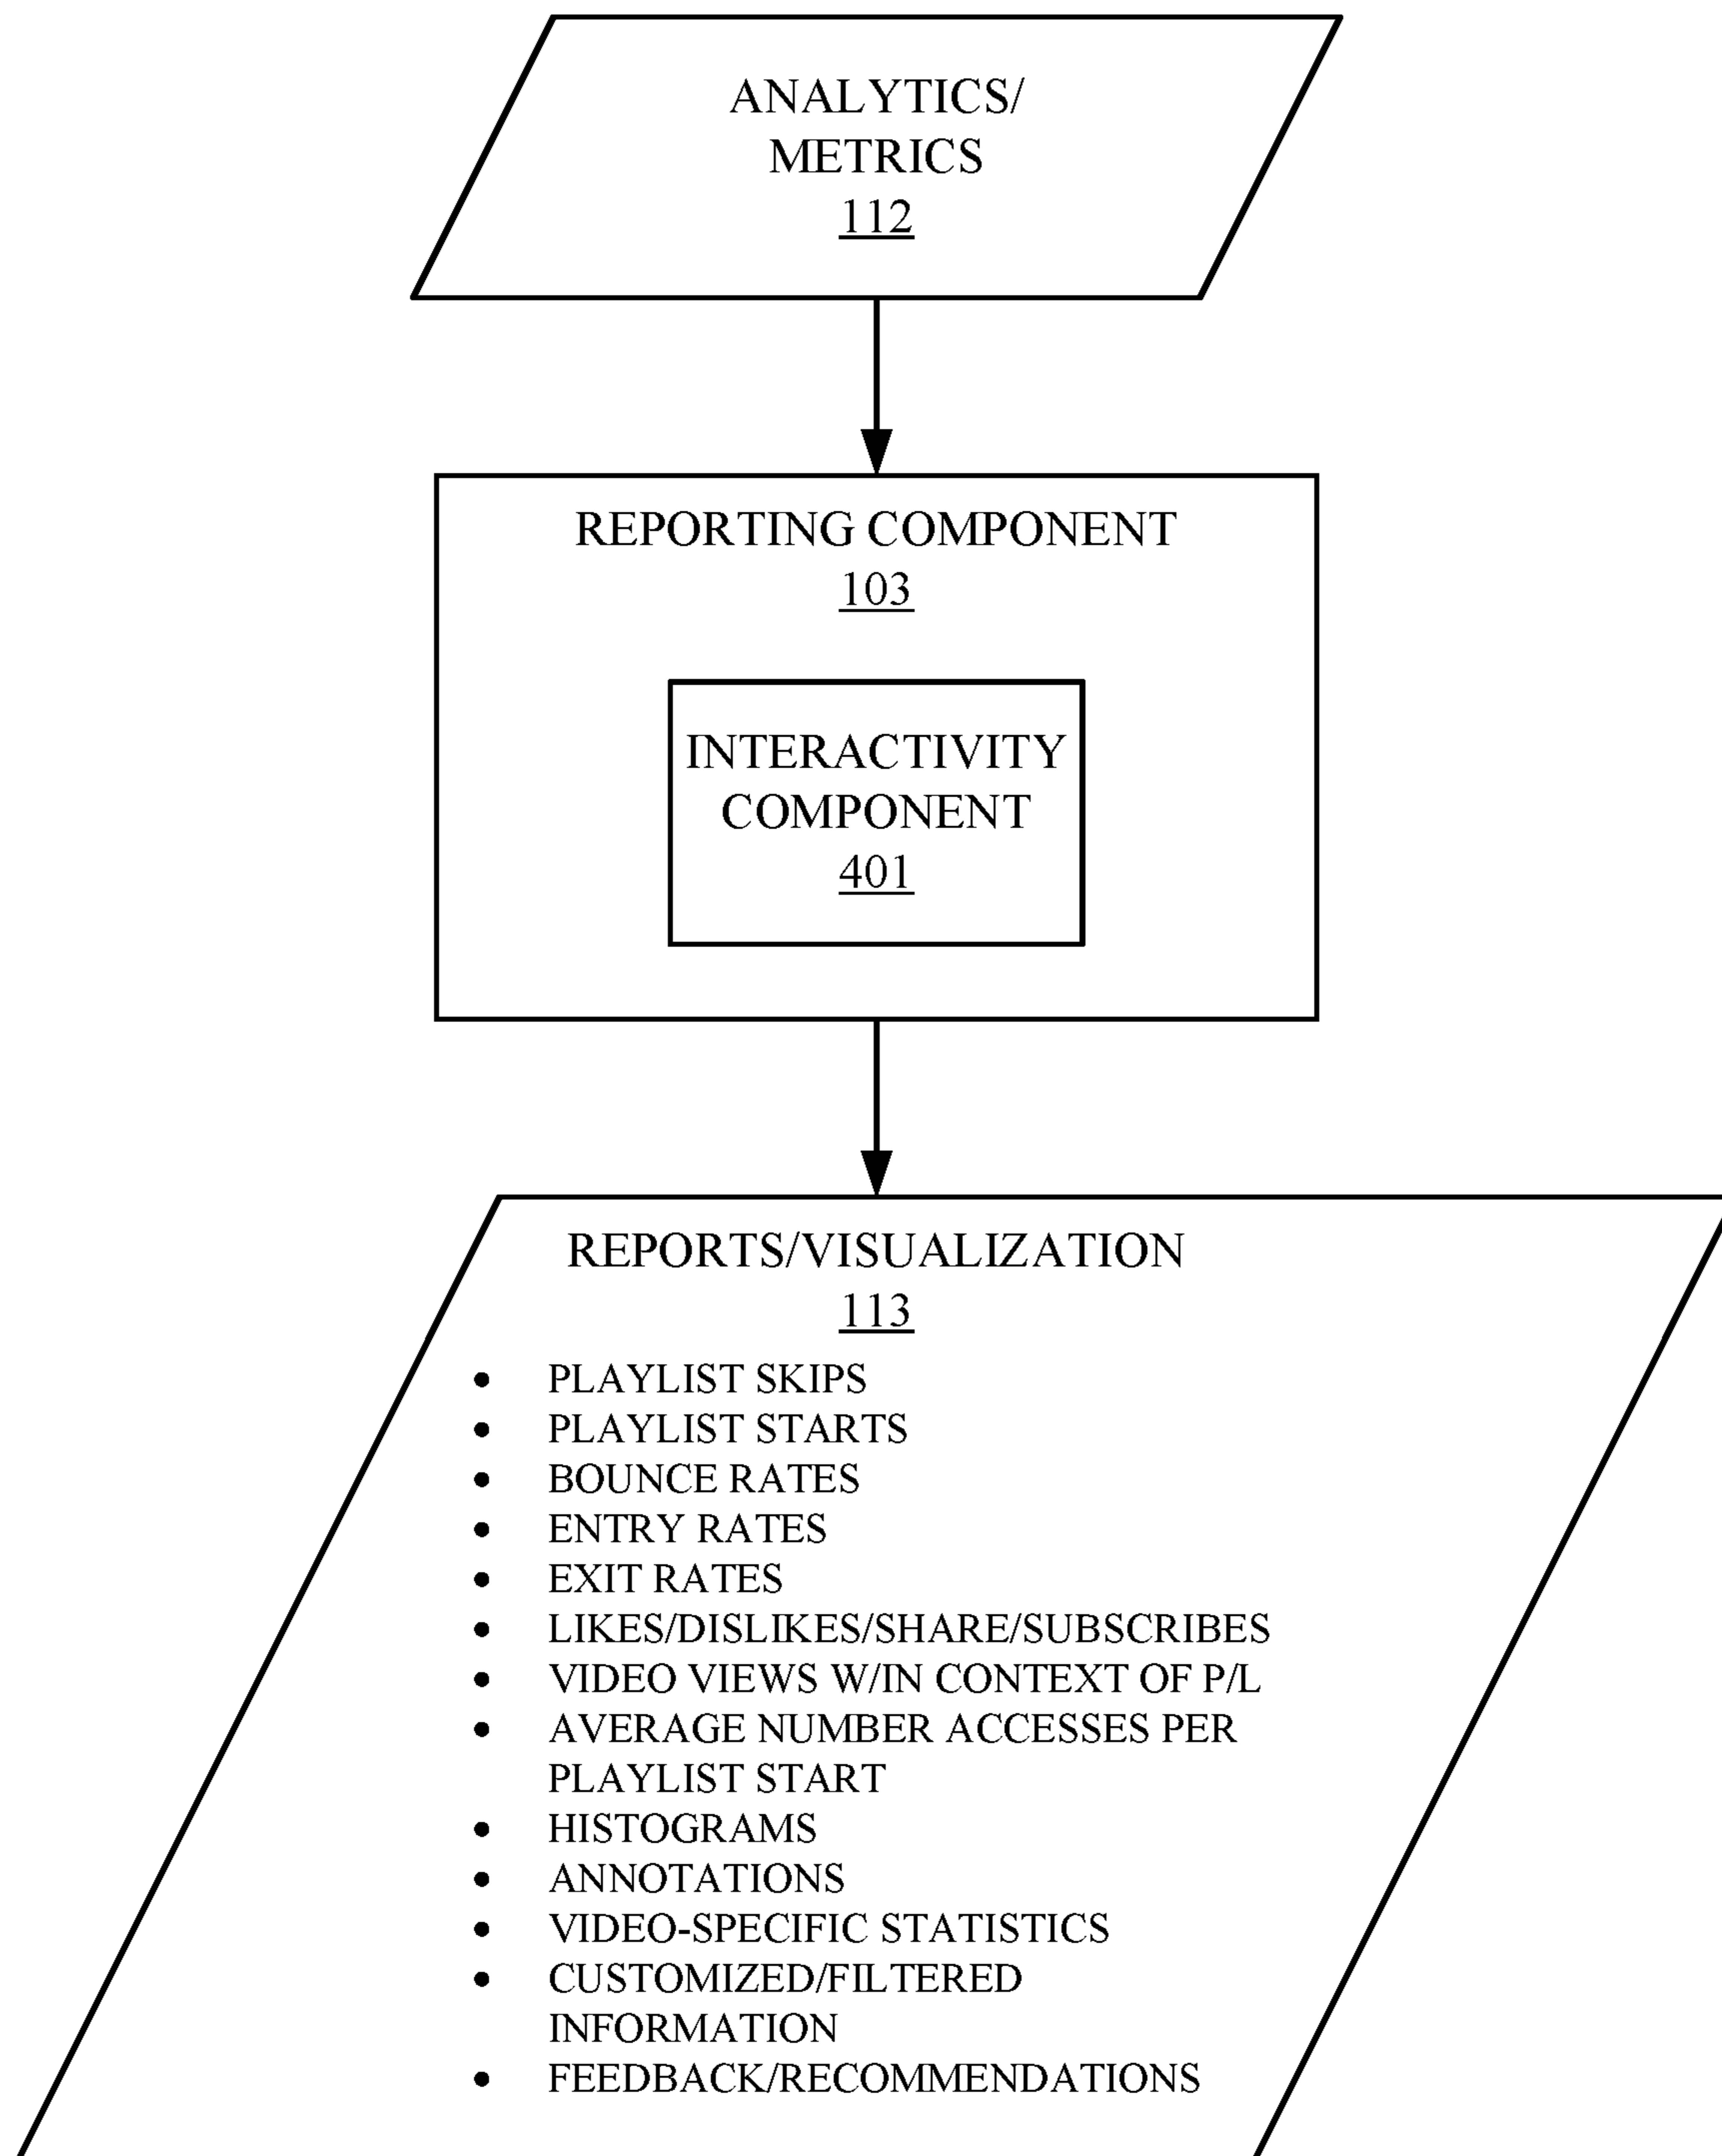 ANALYTICS/
METRICS
112
REPORTING COMPONENT
103
INTERACTIVITY
COMPONENT
401
REPORTS/VISUALIZATION
113
• PLAYLIST SKIPS
• PLAYLIST STARTS
• BOUNCE RATES
• ENTRY RATES
• EXIT RATES
• LIKES/DISLIKES/SHARE/SUBSCRIBES
• VIDEO VIEWS W/IN CONTEXT OF P/L
• AVERAGE NUMBER ACCESSES PER
PLAYLIST START
• HISTOGRAMS
• ANNOTATIONS
• VIDEO-SPECIFIC STATISTICS
• CUSTOMIZED/FILTERED
INFORMATION
• FEEDBACK/RECOMMENDATIONS